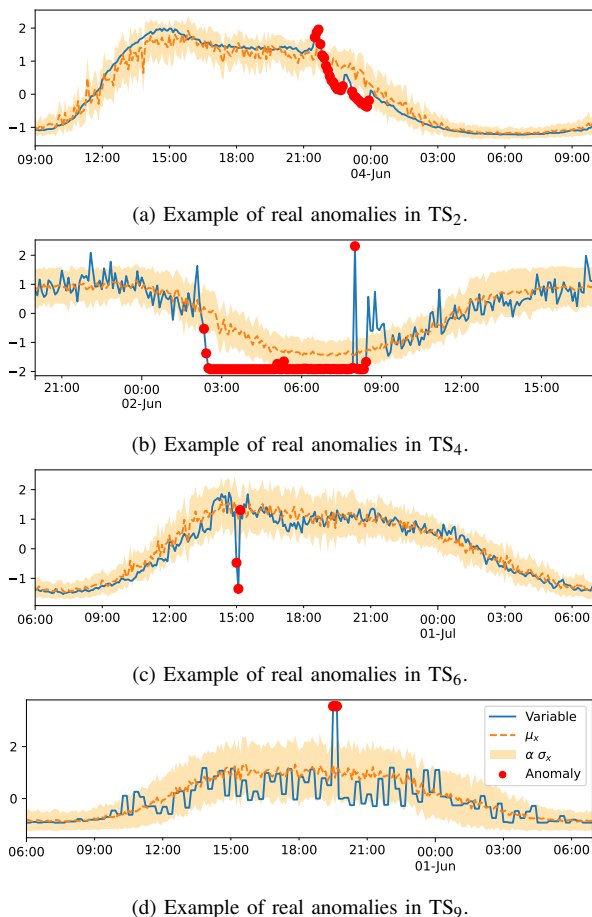 2
1
0
−1
09:00 12:00 15:00 18:00 21:00 00:00 03:00 06:00 09:00
04-Jun
(a) Example of real anomalies in TS₂.
2
1
0
−1
−2
21:00 00:00 03:00 06:00 09:00 12:00 15:00
02-Jun
(b) Example of real anomalies in TS₄.
2
1
0
−1
06:00 09:00 12:00 15:00 18:00 21:00 00:00 03:00 06:00
01-Jul
(c) Example of real anomalies in TS₆.
Variable
μₓ
α σₓ
Anomaly
2
0
06:00 09:00 12:00 15:00 18:00 21:00 00:00 03:00 06:00
01-Jun
(d) Example of real anomalies in TS₉.